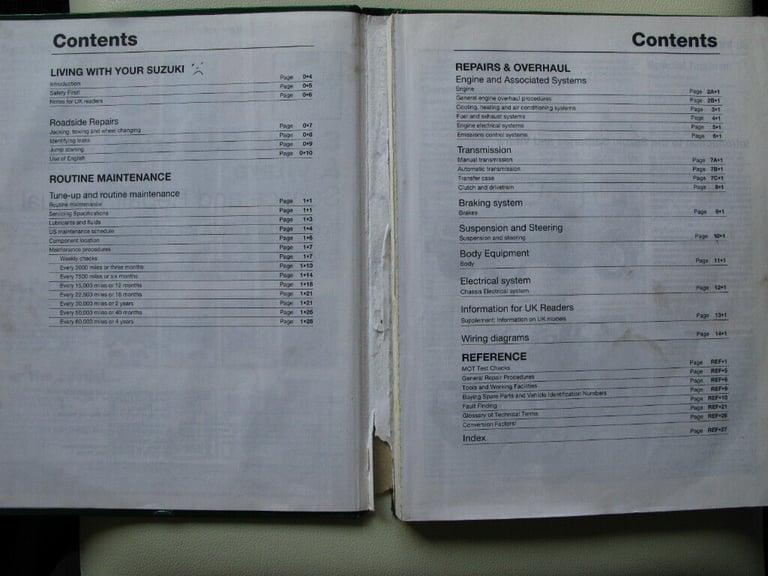 Contents
LIVING WITH YOUR SUZUKI
Introduction
Page 0•4
Safety First!
Page 0•5
Notes for UK readers
Page 0•6
Roadside Repairs
Jacking, towing and wheel changing
Page 0•7
Identifying leaks
Page 0•8
Jump starting
Page 0•9
Use of English
Page 0•10
ROUTINE MAINTENANCE
Tune-up and routine maintenance
Routine maintenance
Page 1•1
Servicing Specifications
Page 1•1
Lubricants and fluids
Page 1•3
US maintenance schedule
Page 1•4
Component location
Page 1•6
Maintenance procedures
Page 1•7
Weekly checks
Page 1•7
Every 3000 miles or three months
Page 1•10
Every 7500 miles or six months
Page 1•14
Every 15,000 miles or 12 months
Page 1•18
Every 22,500 miles or 18 months
Page 1•21
Every 30,000 miles or 2 years
Page 1•21
Every 50,000 miles or 40 months
Page 1•26
Every 60,000 miles or 4 years
Page 1•26
Contents
REPAIRS & OVERHAUL
Engine and Associated Systems
Engine
Page 2A•1
General engine overhaul procedures
Page 2B•1
Cooling, heating and air conditioning systems
Page 3•1
Fuel and exhaust systems
Page 4•1
Engine electrical systems
Page 5•1
Emissions control systems
Page 6•1
Transmission
Manual transmission
Page 7A•1
Automatic transmission
Page 7B•1
Transfer case
Page 7C•1
Clutch and drivetrain
Page 8•1
Braking system
Brakes
Page 9•1
Suspension and Steering
Suspension and steering
Page 10•1
Body Equipment
Body
Page 11•1
Electrical system
Chassis Electrical system
Page 12•1
Information for UK Readers
Supplement: Information on UK models
Page 13•1
Wiring diagrams
Page 14•1
REFERENCE
MOT Test Checks
Page REF•1
General Repair Procedures
Page REF•5
Tools and Working Facilities
Page REF•6
Buying Spare Parts and Vehicle Identification Numbers
Page REF•9
Fault Finding
Page REF•10
Glossary of Technical Terms
Page REF•21
Conversion Factors
Page REF•26
Index
Page REF•27